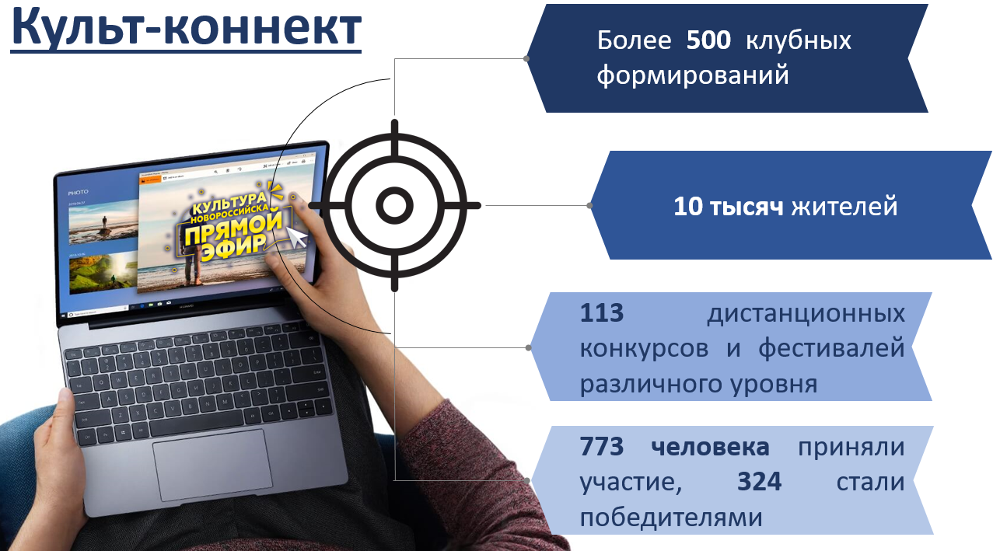 Культ-коннект
Более 500 клубных
формирований
10 тысяч жителей
113 дистанционных
конкурсов и фестивалей
различного уровня
773 человека приняли
участие, 324 стали
победителями
PHOTO
КУЛЬТУРА
НОВОРОССИЙСКА
ПРЯМОЙ
ЭФИР
HUAWEI